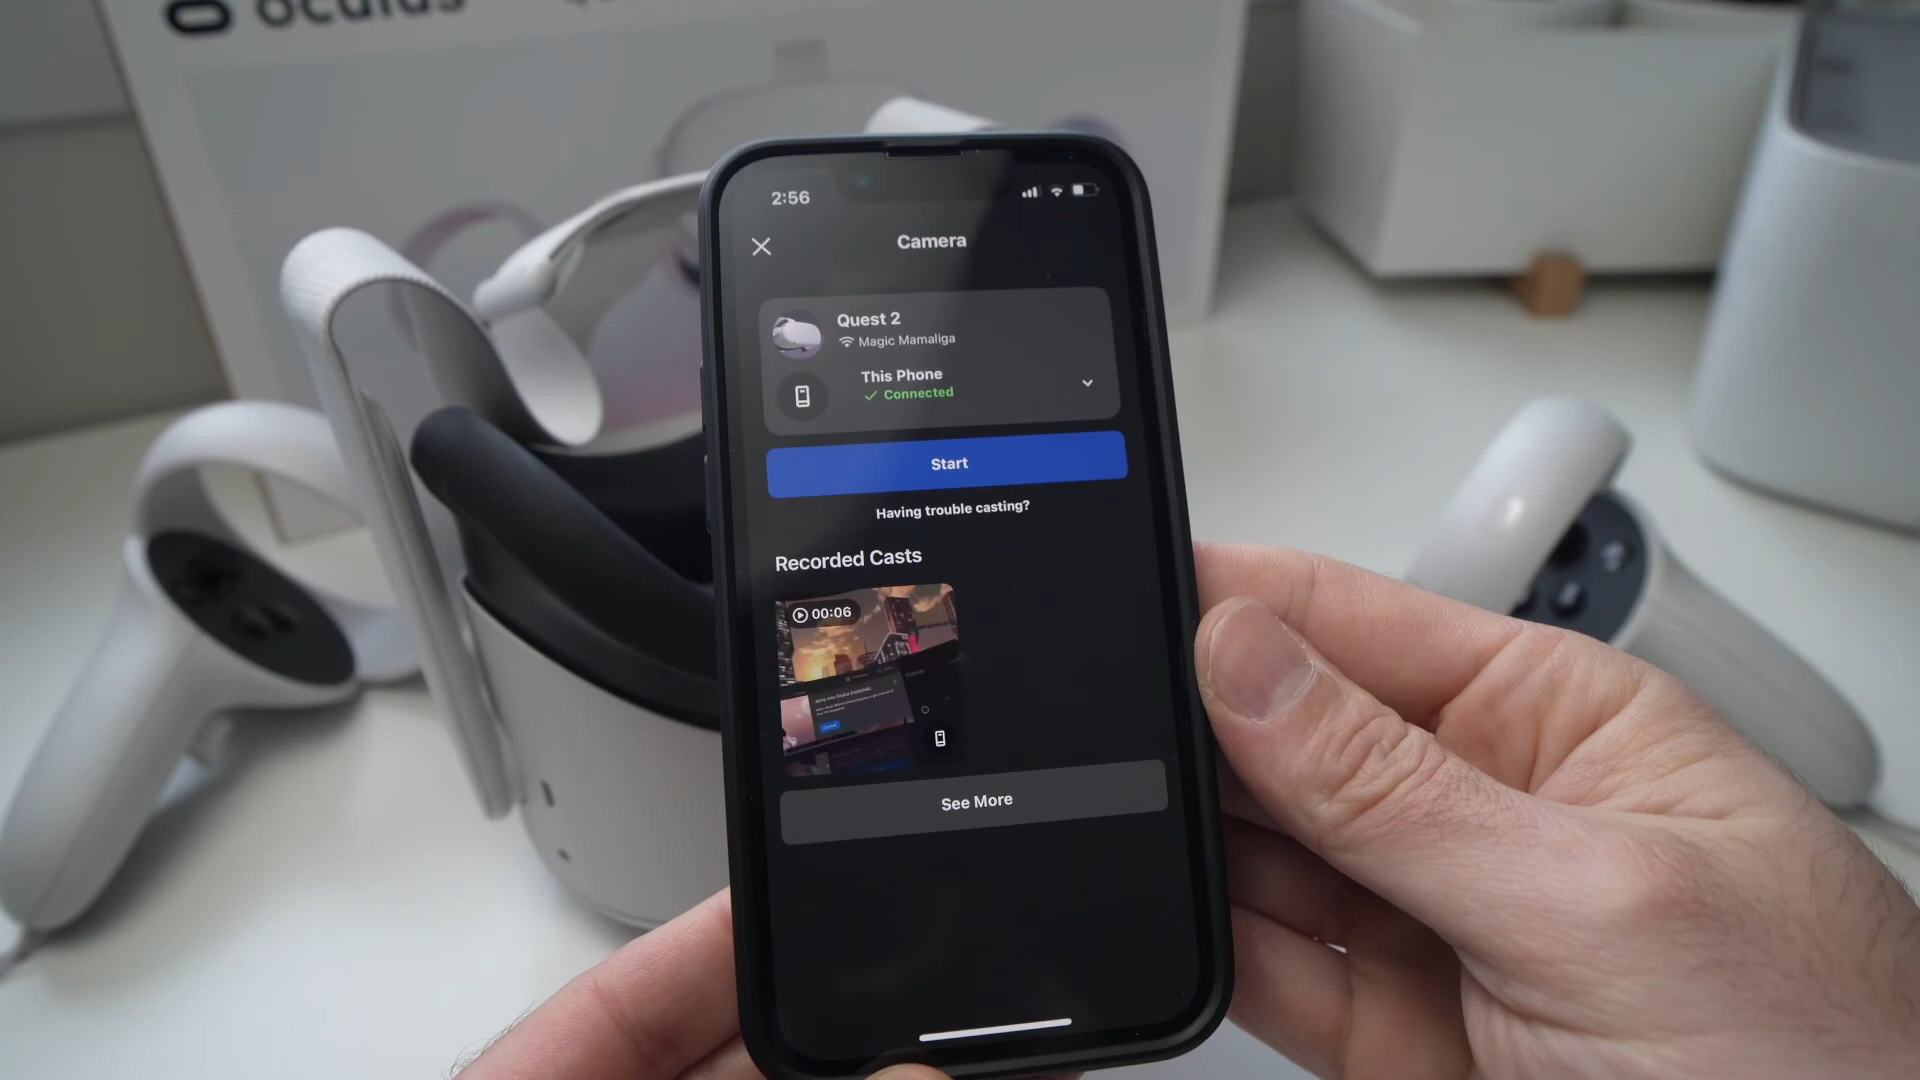 oculus
2:56
Camera
Quest 2
Magic Mamaliga
This Phone
Connected
Start
Having trouble casting?
Recorded Casts
00:06
See More